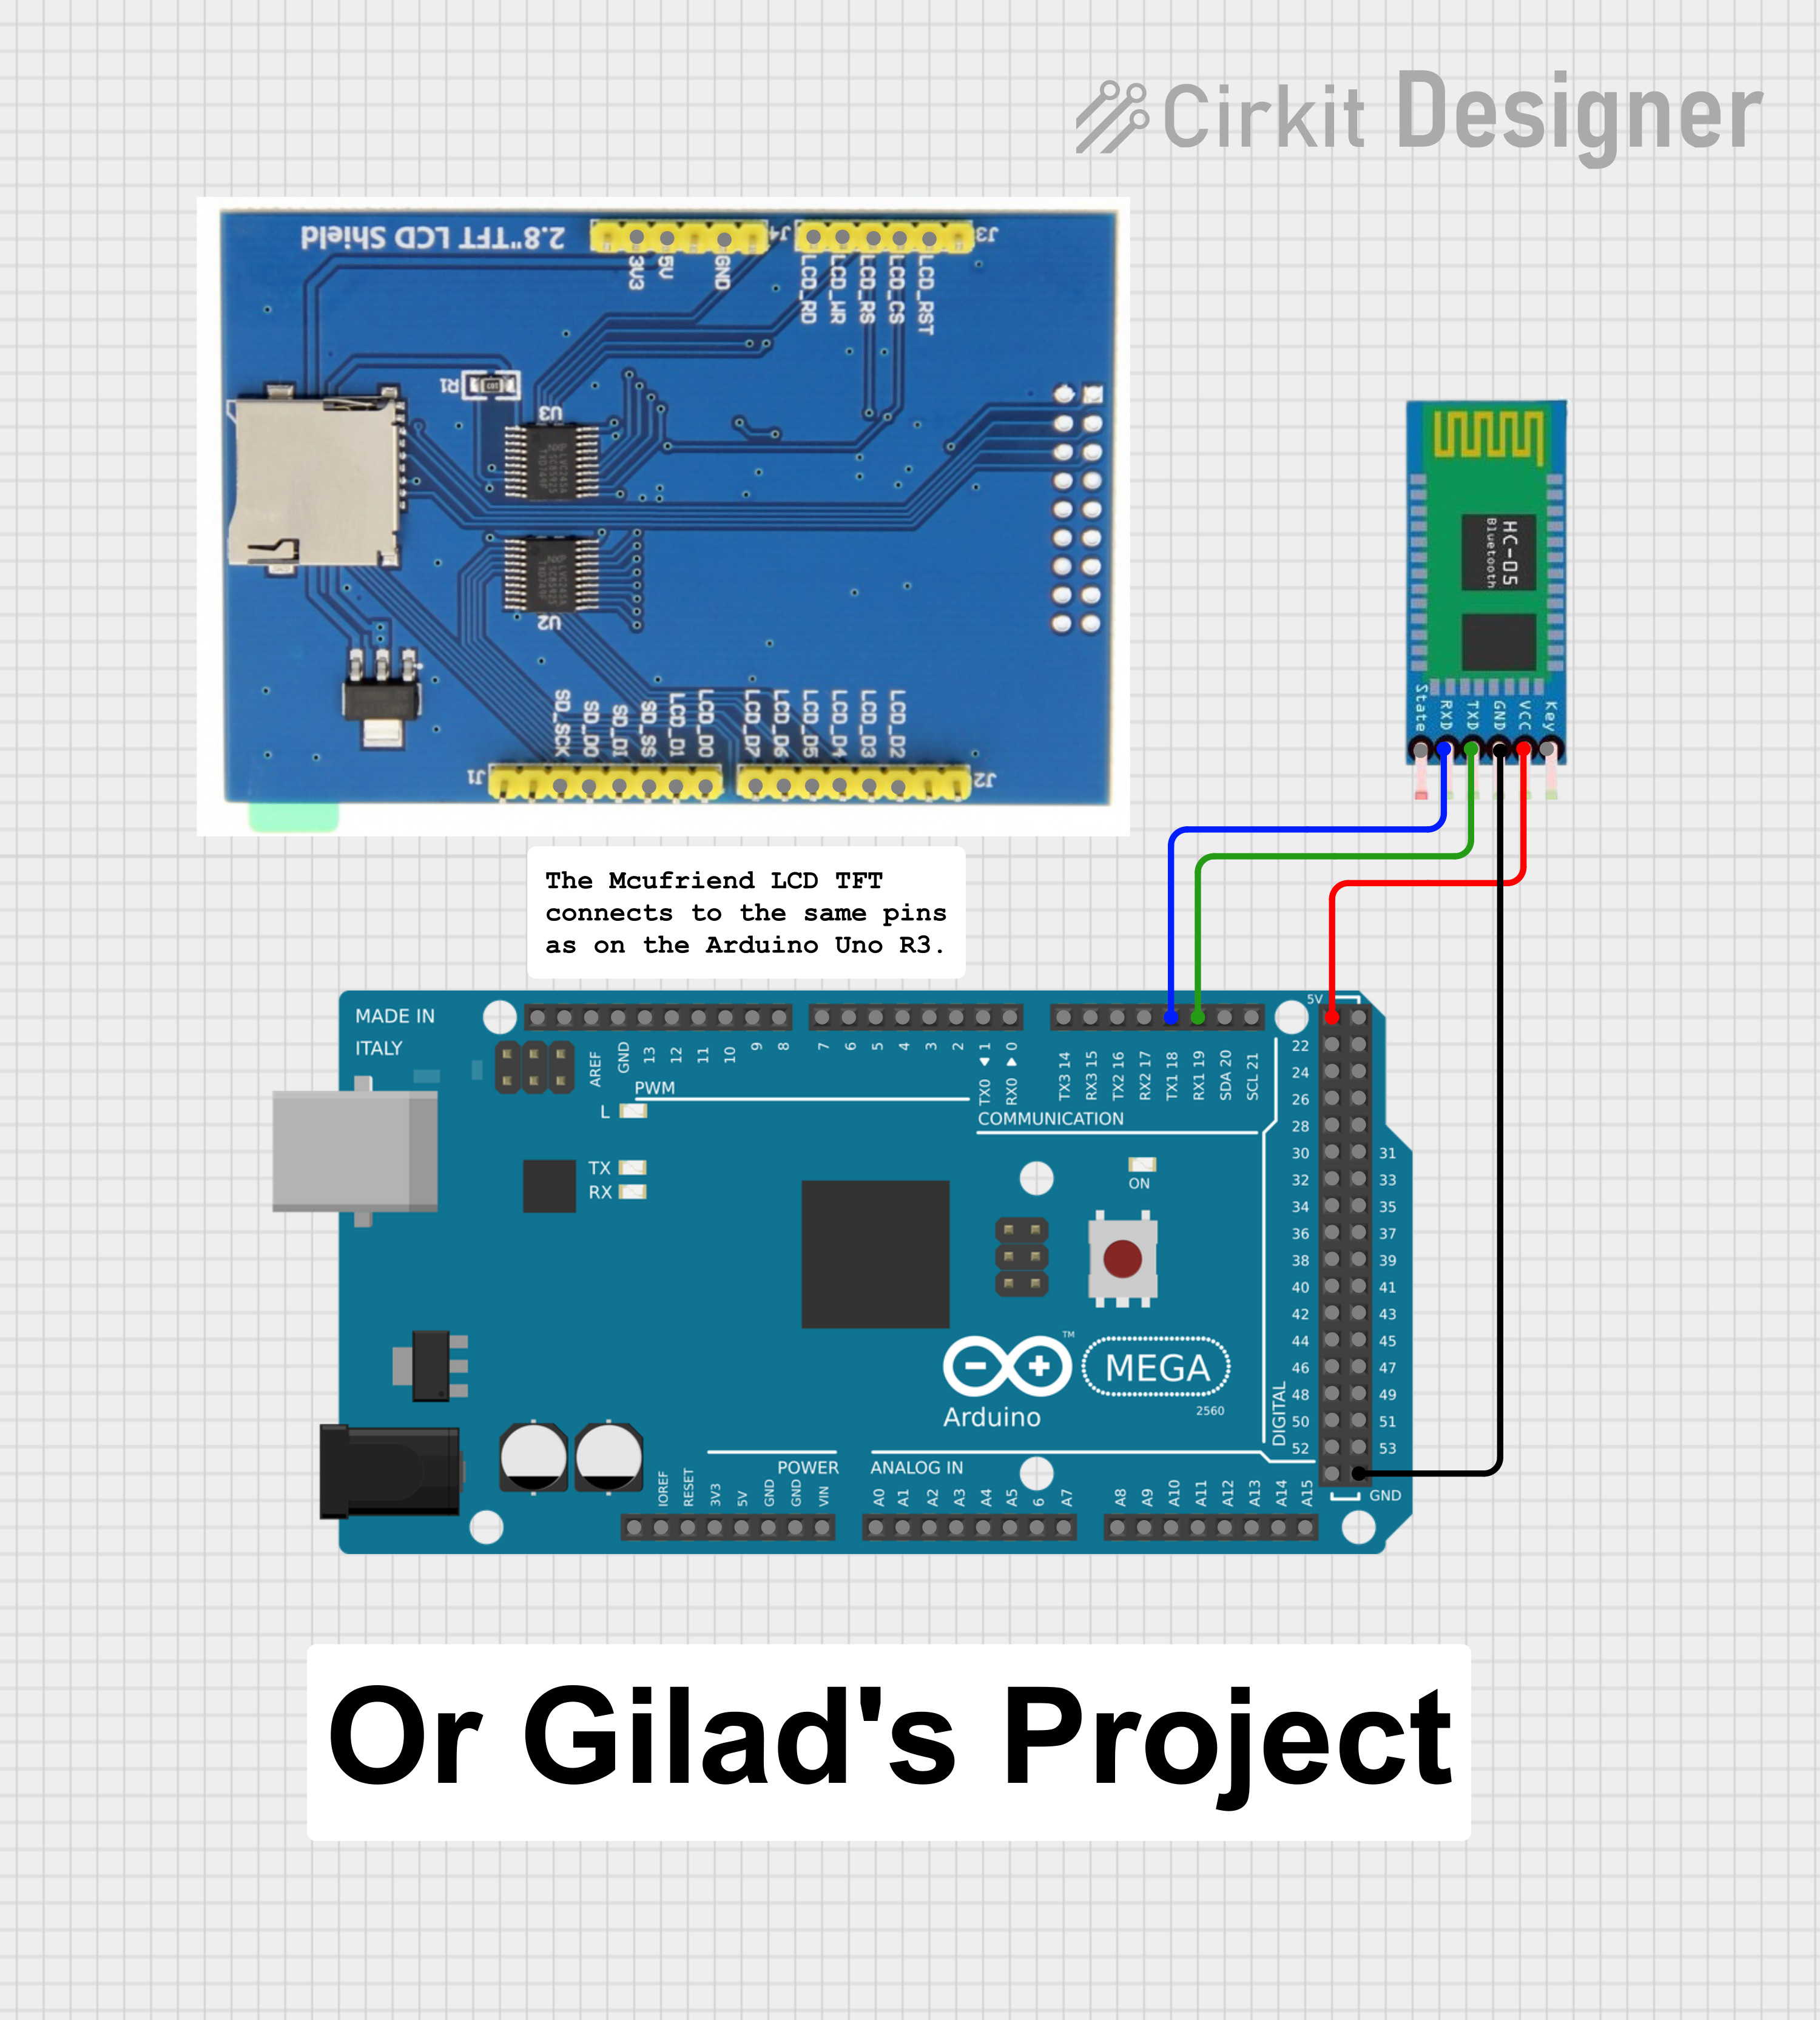 Cirkit Designer
2.8"TFT LCD Shield
J4
J3
3V3
5V
GND
LCD_RD
LCD_WR
LCD_RS
LCD_CS
LCD_RST
R1
U3
U2
SD_SCK
SD_D0
SD_DI
SD_SS
LCD_D1
LCD_D0
LCD_D7
LCD_D6
LCD_D5
LCD_D4
LCD_D3
LCD_D2
J1
J2
HC-05
Bluetooth
State
RXD
TXD
GND
VCC
Key
The Mcufriend LCD TFT
connects to the same pins
as on the Arduino Uno R3.
MADE IN
ITALY
AREF
GND
13
12
11
10
9
8
7
6
5
4
3
2
TX0 ◀ 1
RX0 ▶ 0
TX3 14
RX3 15
TX2 16
RX2 17
TX1 18
RX1 19
SDA 20
SCL 21
5V
PWM
L
COMMUNICATION
TX
RX
ON
22
24
26
28
30 31
32 33
34 35
36 37
38 39
40 41
42 43
44 45
46 47
48 49
50 51
52 53
DIGITAL
GND
TM
MEGA
Arduino
2560
POWER
ANALOG IN
IOREF
RESET
3V3
5V
GND
GND
VIN
A0
A1
A2
A3
A4
A5
6
A7
A8
A9
A10
A11
A12
A13
A14
A15
Or Gilad's Project